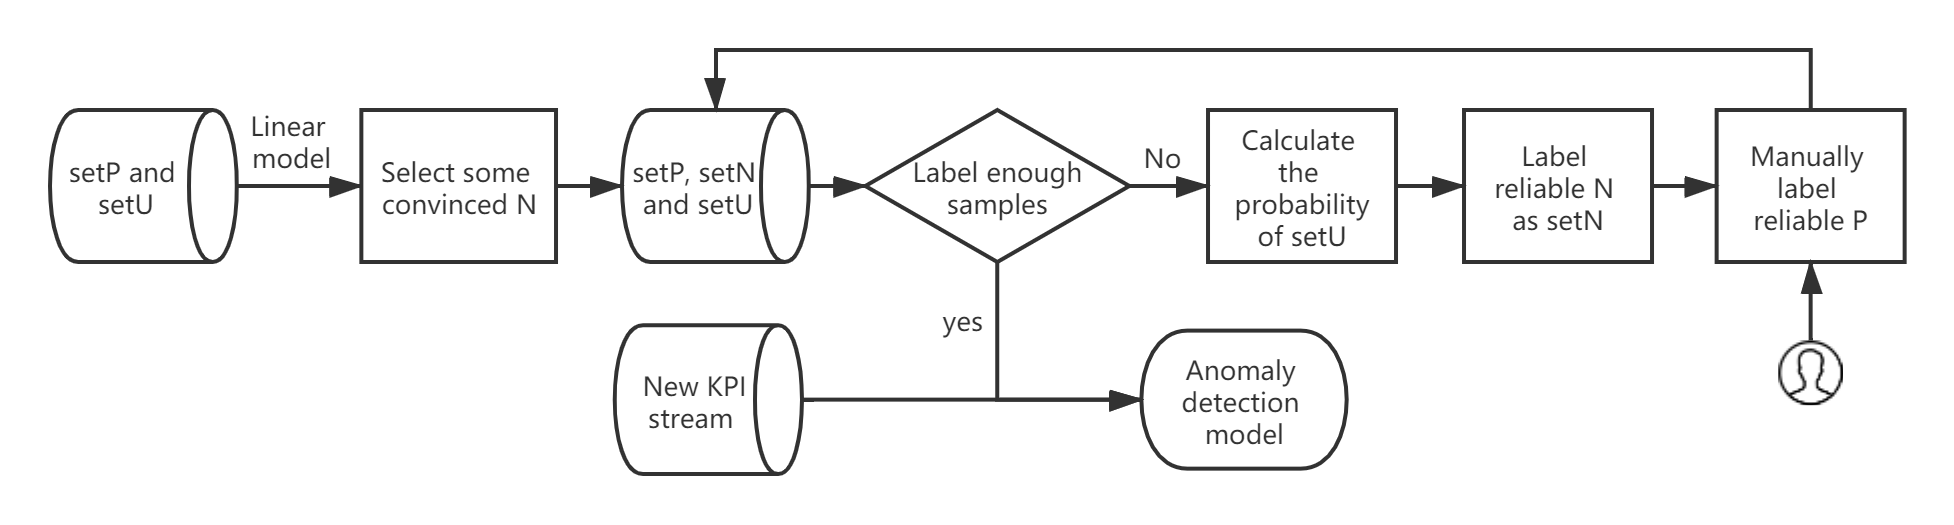 setP and
setU
Linear
model
Select some
convinced N
setP, setN
and setU
Label enough
samples
No
Calculate
the
probability
of setU
Label
reliable N
as setN
Manually
label
reliable P
yes
New KPI
stream
Anomaly
detection
model